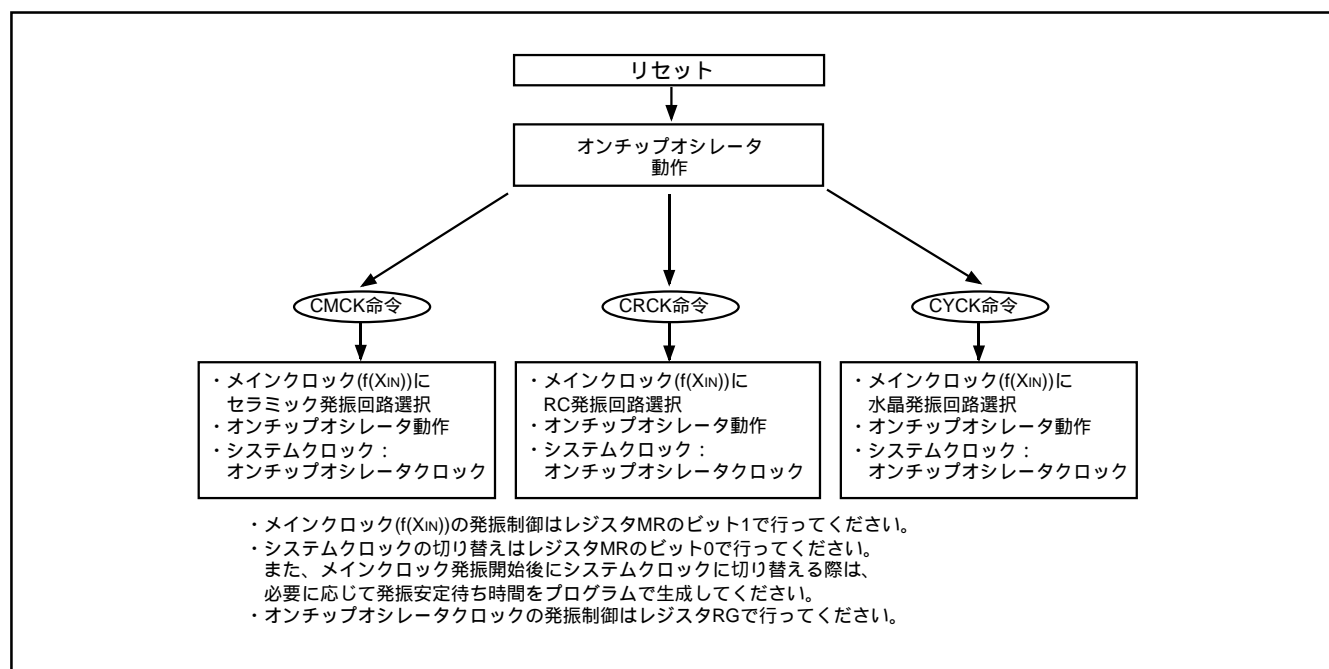 リセット
オンチップオシレータ
動作
CMCK命令
CRCK命令
CYCK命令
・メインクロック(f(XIN))に
セラミック発振回路選択
・オンチップオシレータ動作
・システムクロック：
オンチップオシレータクロック
・メインクロック(f(XIN))に
RC発振回路選択
・オンチップオシレータ動作
・システムクロック：
オンチップオシレータクロック
・メインクロック(f(XIN))に
水晶発振回路選択
・オンチップオシレータ動作
・システムクロック：
オンチップオシレータクロック
・メインクロック(f(XIN))の発振制御はレジスタMRのビット1で行ってください。
・システムクロックの切り替えはレジスタMRのビット0で行ってください。
また、メインクロック発振開始後にシステムクロックに切り替える際は、
必要に応じて発振安定待ち時間をプログラムで生成してください。
・オンチップオシレータクロックの発振制御はレジスタRGで行ってください。